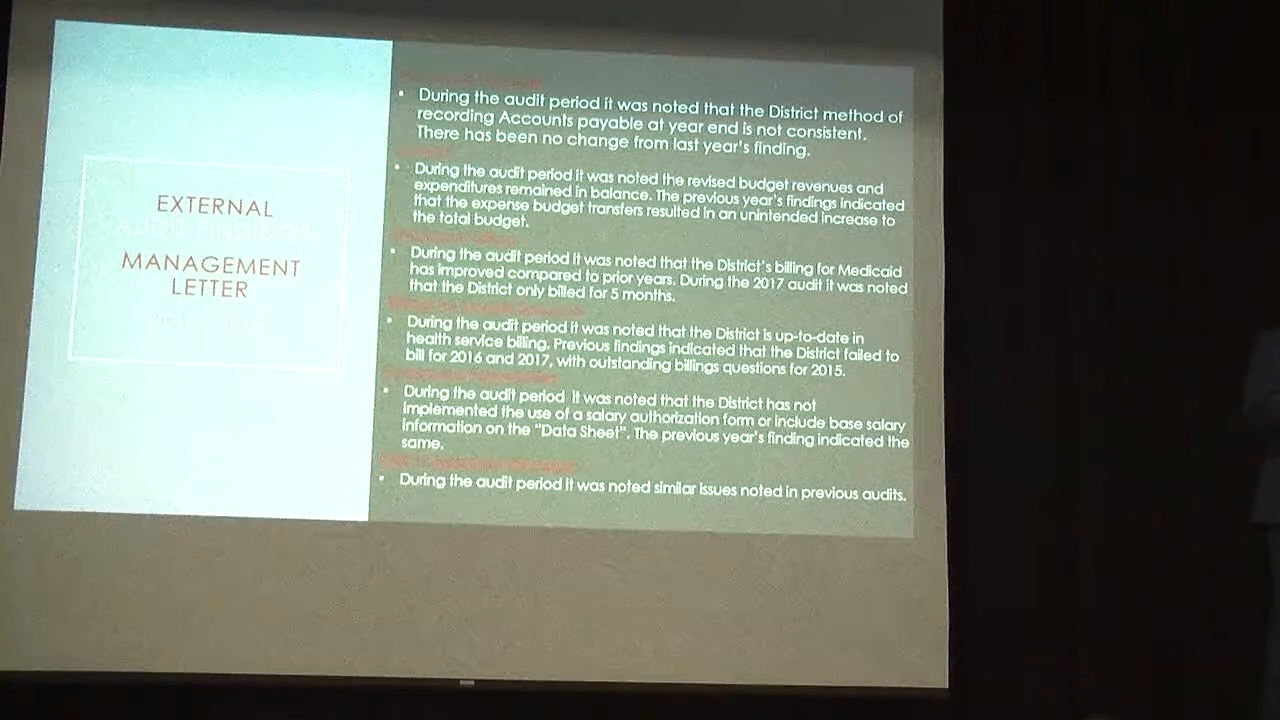 EXTERNAL
AUDIT FINDINGS
MANAGEMENT
LETTER
• During the audit period it was noted that the District method of
recording Accounts payable at year end is not consistent.
There has been no change from last year's finding.
• During the audit period it was noted the revised budget revenues and
expenditures remained in balance. The previous year's findings indicated
that the expense budget transfers resulted in an unintended increase to
the total budget.
• During the audit period it was noted that the District's billing for Medicaid
has improved compared to prior years. During the 2017 audit it was noted
that the District only billed for 5 months.
• During the audit period it was noted that the District is up-to-date in
health service billing. Previous findings indicated that the District failed to
bill for 2016 and 2017, with outstanding billings questions for 2015.
• During the audit period it was noted that the District has not
implemented the use of a salary authorization form or include base salary
information on the "Data Sheet". The previous year's finding indicated the
same.
• During the audit period it was noted similar issues noted in previous audits.